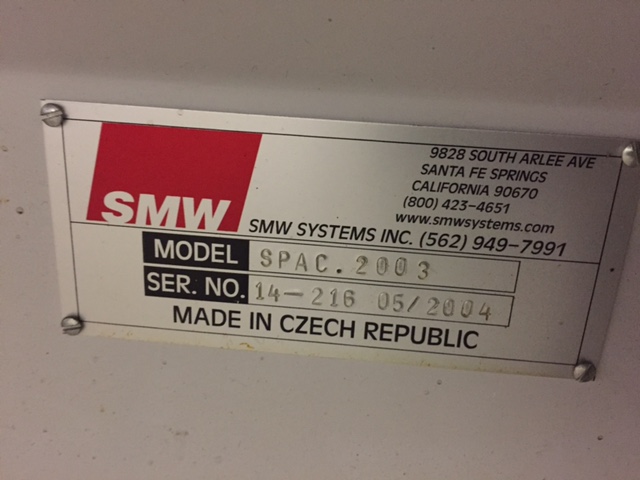 SMW
9828 SOUTH ARLEE AVE
SANTA FE SPRINGS
CALIFORNIA 90670
(800) 423-4651
www.smwsystems.com
SMW SYSTEMS INC. (562) 949-7991
MODEL SPAC.2003
SER. NO. 14-216 05/2004
MADE IN CZECH REPUBLIC